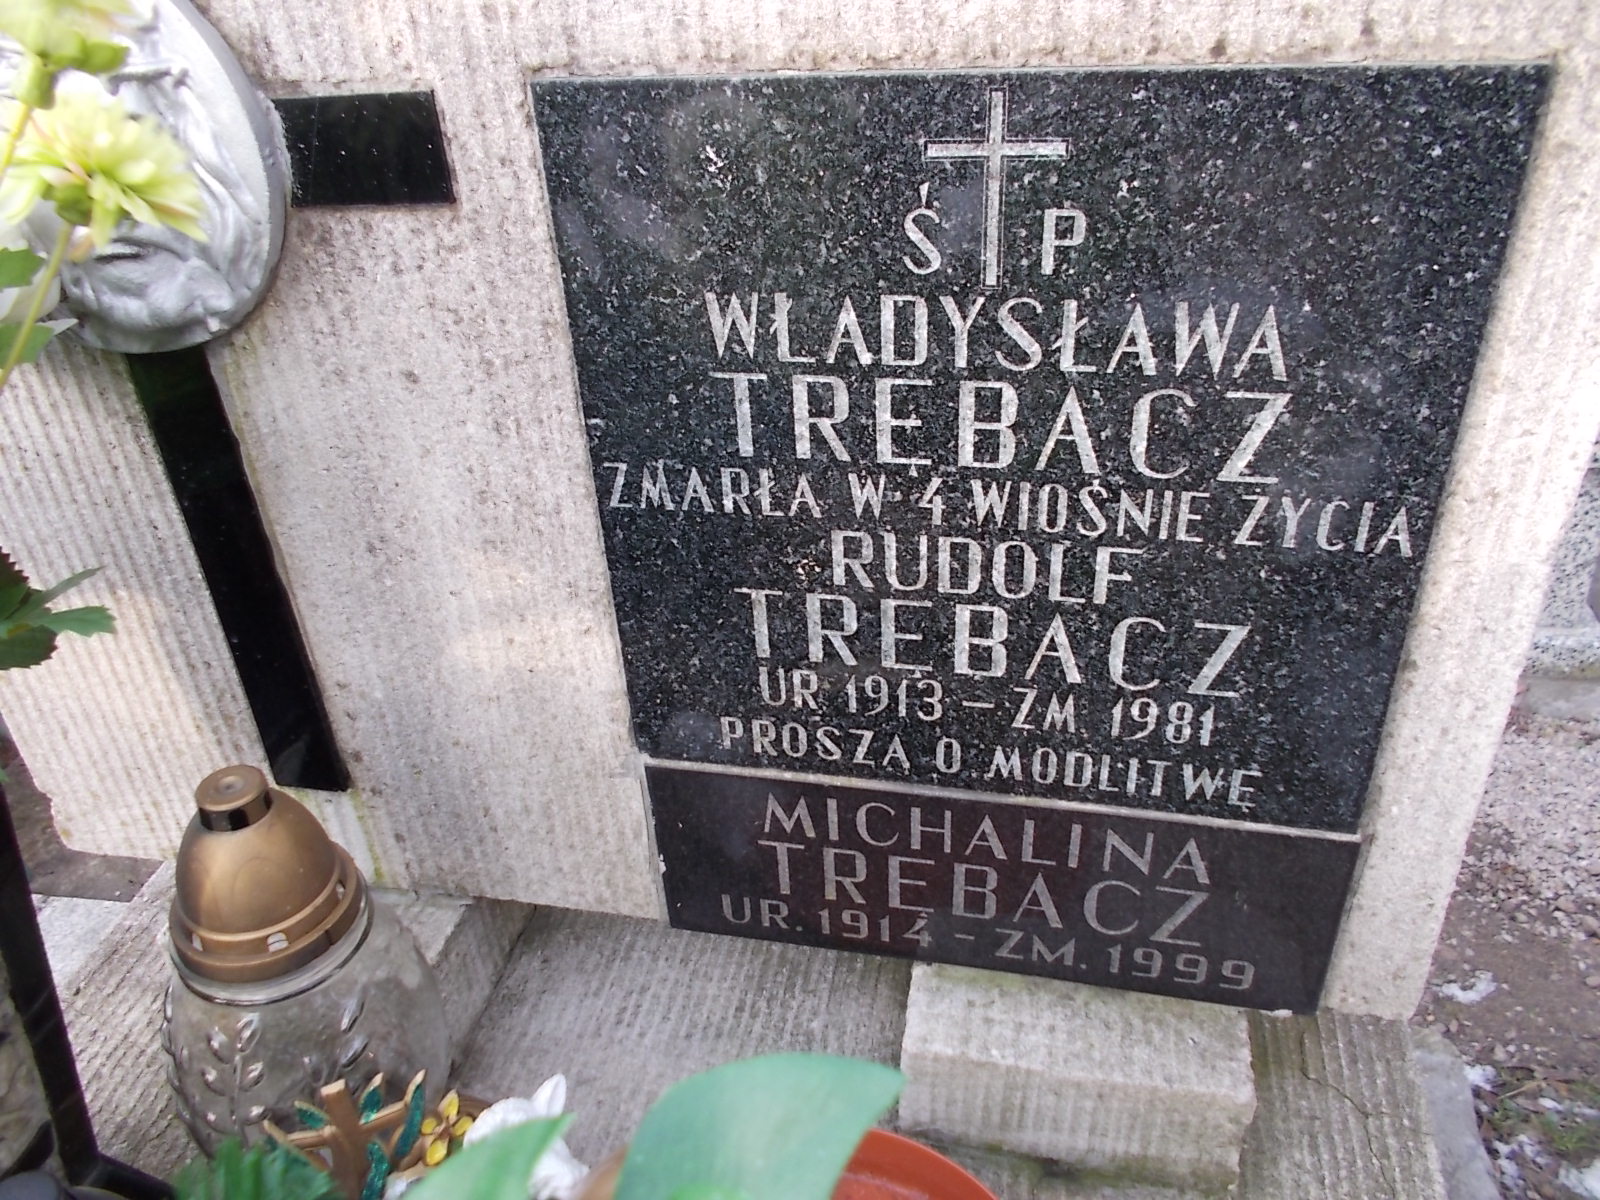 Ś P
WŁADYSŁAWA
TRĘBACZ
ZMARŁA W 4 WIOŚNIE ŻYCIA
RUDOLF
TRĘBACZ
UR 1913 - ZM. 1981
PROSZĄ O MODLITWĘ
MICHALINA
TRĘBACZ
UR. 1914 - ZM. 1999